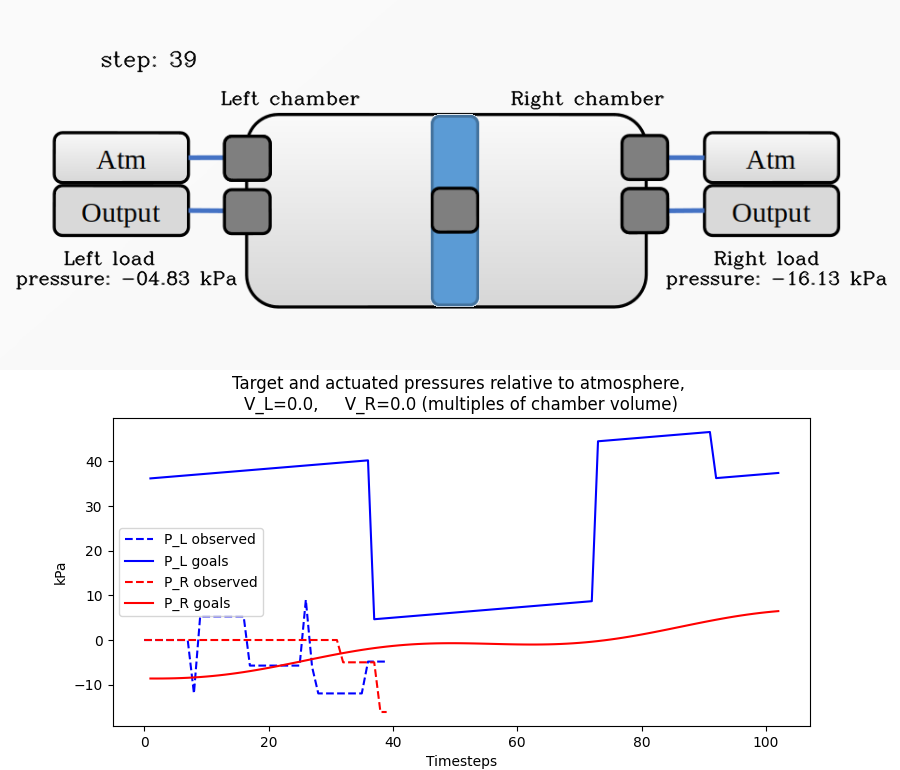 step: 39
Left chamber
Right chamber
Atm
Atm
Output
Output
Left load
pressure: -04.83 kPa
Right load
pressure: -16.13 kPa
Target and actuated pressures relative to atmosphere,
V_L=0.0, V_R=0.0 (multiples of chamber volume)
kPa
40
30
20
10
0
−10
P_L observed
P_L goals
P_R observed
P_R goals
0 20 40 60 80 100
Timesteps